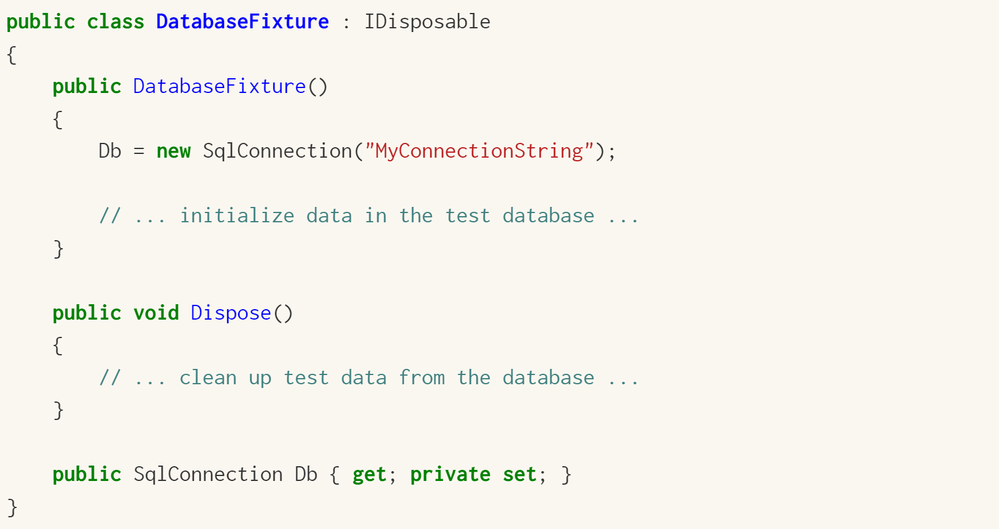 public class DatabaseFixture : IDisposable
{
    public DatabaseFixture()
    {
        Db = new SqlConnection("MyConnectionString");

        // ... initialize data in the test database ...
    }

    public void Dispose()
    {
        // ... clean up test data from the database ...
    }

    public SqlConnection Db { get; private set; }
}